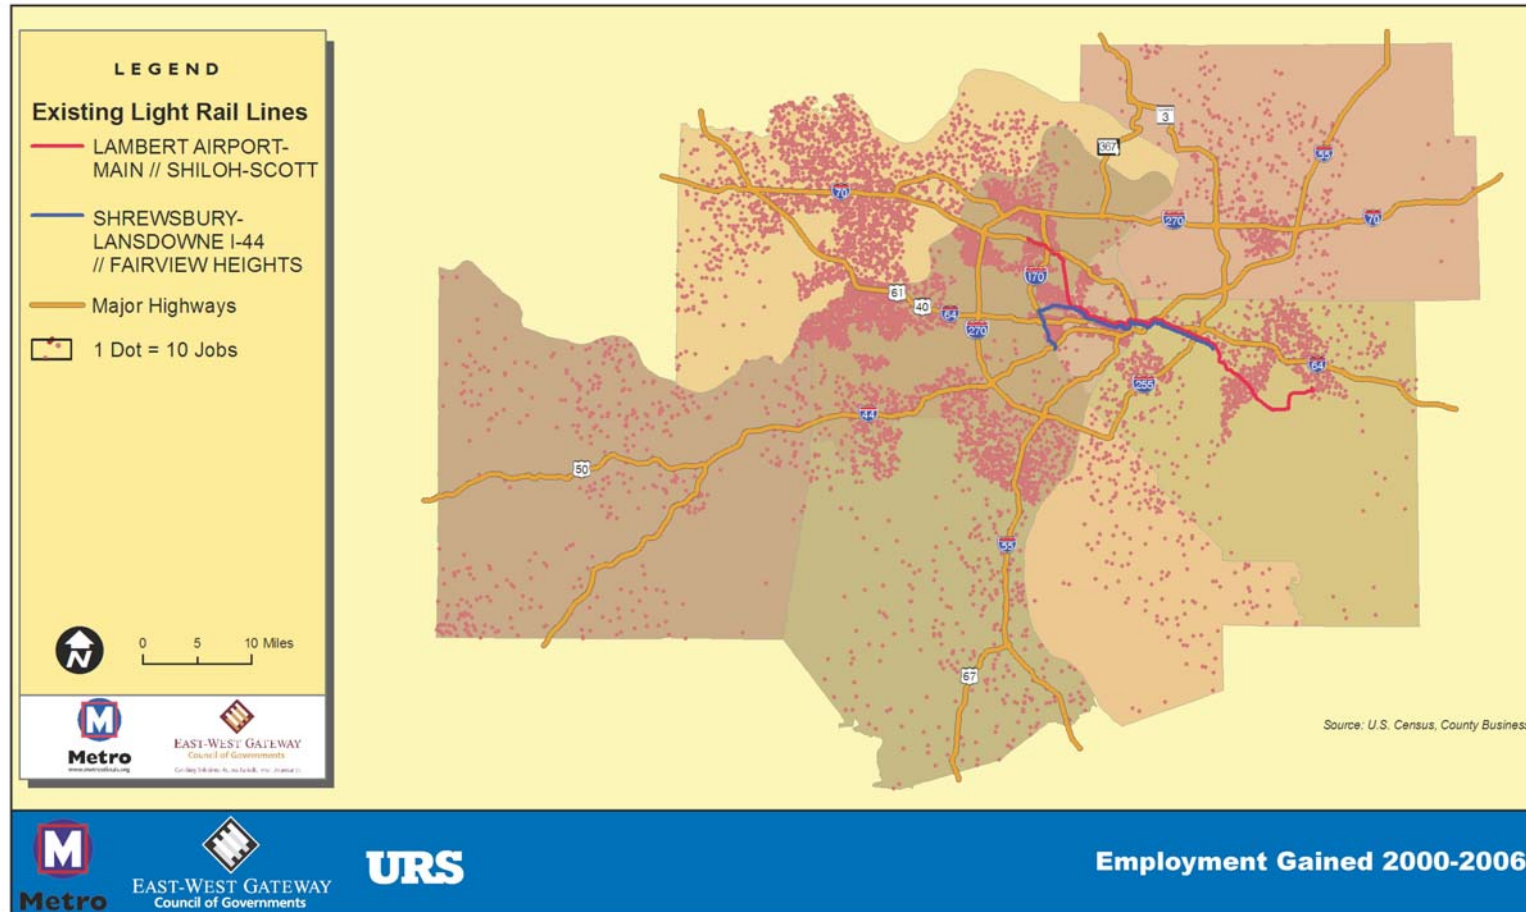 LEGEND
Existing Light Rail Lines
LAMBERT AIRPORT-
MAIN // SHILOH-SCOTT
SHREWSBURY-
LANSDOWNE I-44
// FAIRVIEW HEIGHTS
Major Highways
1 Dot = 10 Jobs
N
0 5 10 Miles
M
Metro
EAST-WEST GATEWAY
Council of Governments
3
367
55
70
270
70
170
61
40
64
270
64
255
44
50
55
67
Source: U.S. Census, County Business
M
Metro
EAST-WEST GATEWAY
Council of Governments
URS
Employment Gained 2000-2006